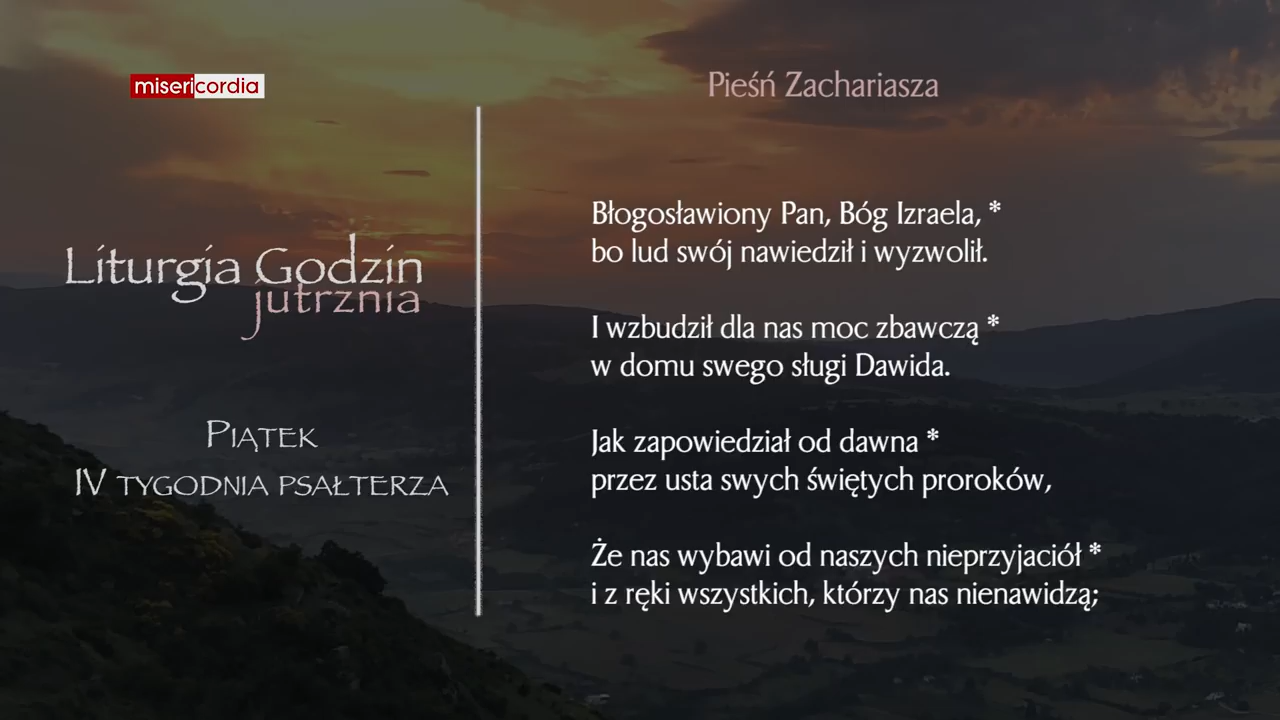 misericordia
Liturgia Godzin
jutrznia
Piątek
IV tygodnia psałterza
Pieśń Zachariasza
Błogosławiony Pan, Bóg Izraela, *
bo lud swój nawiedził i wyzwolił.
I wzbudził dla nas moc zbawczą *
w domu swego sługi Dawida.
Jak zapowiedział od dawna *
przez usta swych świętych proroków,
Że nas wybawi od naszych nieprzyjaciół *
i z ręki wszystkich, którzy nas nienawidzą;